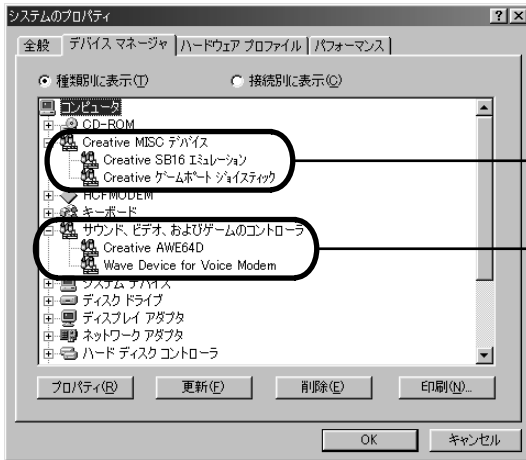 システムのプロパティ
全般 デバイス マネージャ ハードウェア プロファイル パフォーマンス
種類別に表示(T) 接続別に表示(C)
コンピュータ
CD-ROM
Creative MISC デバイス
Creative SB16 エミュレーション
Creative ゲームポート ジョイスティック
HCFMODEM
キーボード
サウンド、ビデオ、およびゲームのコントローラ
Creative AWE64D
Wave Device for Voice Modem
システム デバイス
ディスク ドライブ
ディスプレイ アダプタ
ネットワーク アダプタ
ハード ディスク コントローラ
プロパティ(R) 更新(F) 削除(E) 印刷(N)...
OK キャンセル